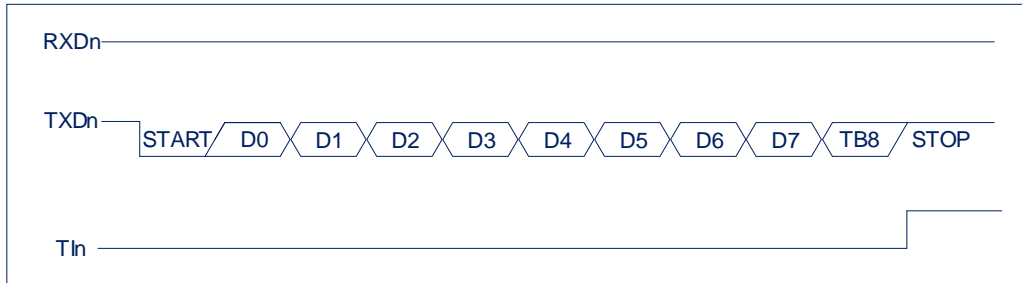 RXDn
TXDn
START D0 D1 D2 D3 D4 D5 D6 D7 TB8 STOP
TIn